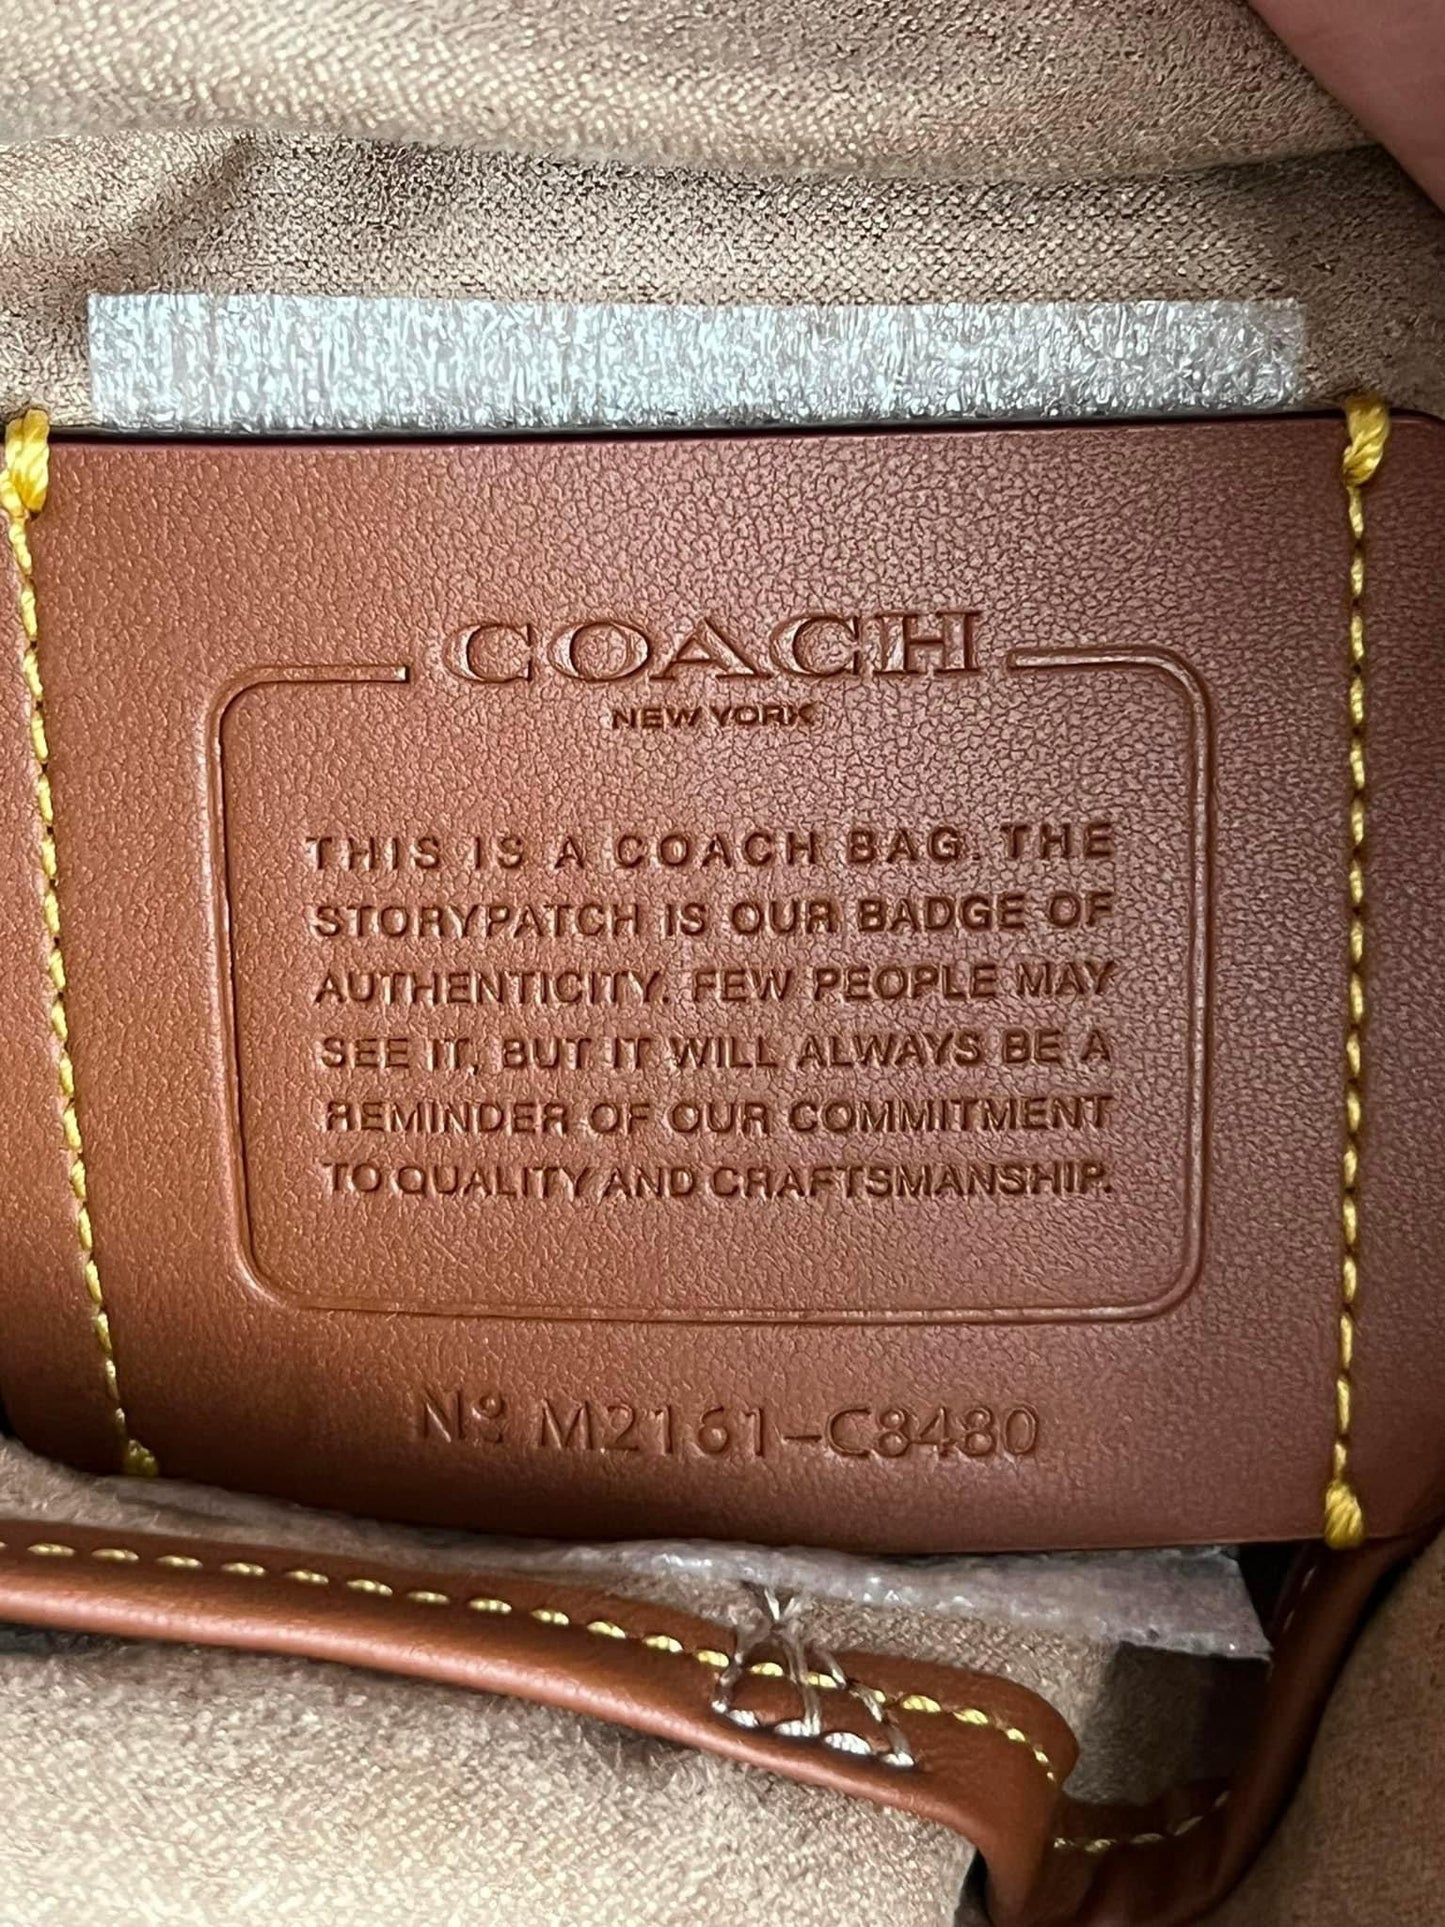 COACH
NEW YORK
THIS IS A COACH BAG. THE
STORYPATCH IS OUR BADGE OF
AUTHENTICITY. FEW PEOPLE MAY
SEE IT, BUT IT WILL ALWAYS BE A
REMINDER OF OUR COMMITMENT
TO QUALITY AND CRAFTSMANSHIP.
Nº M2161-C8480